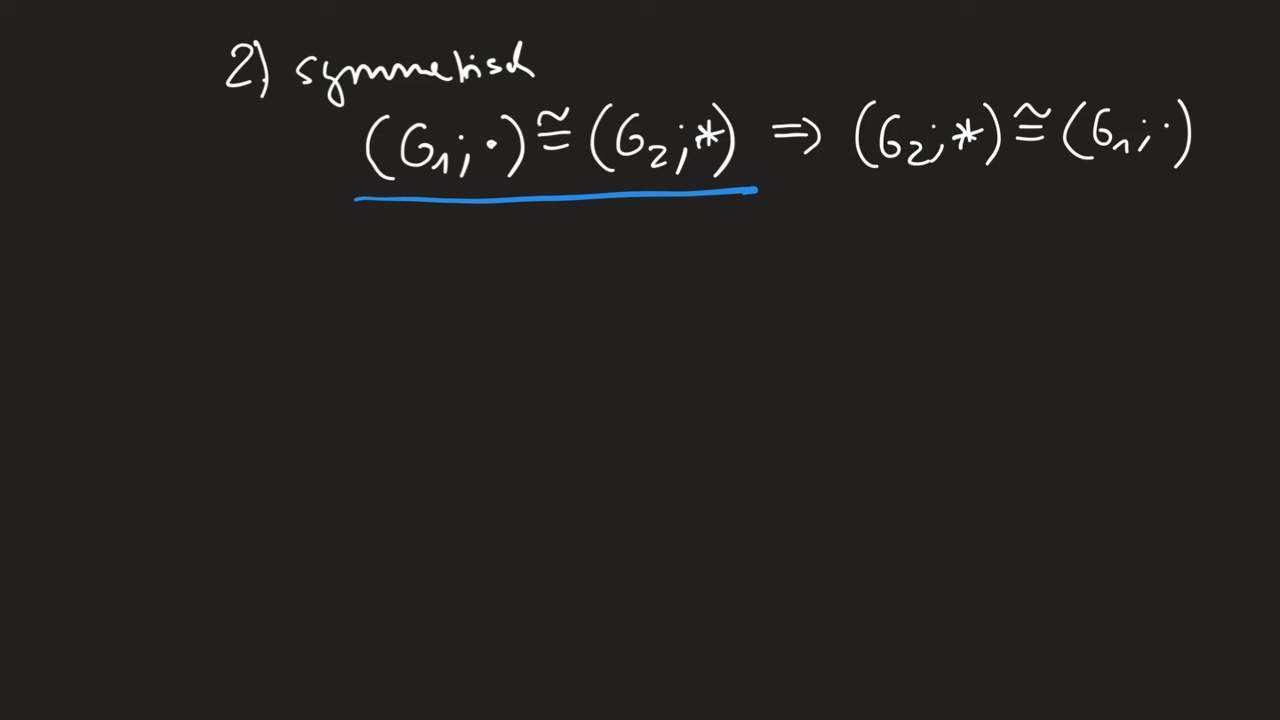 2) symmetrisch
(G₁; ·) ≅ (G₂; *) ⇒ (G₂; *) ≅ (G₁; ·)